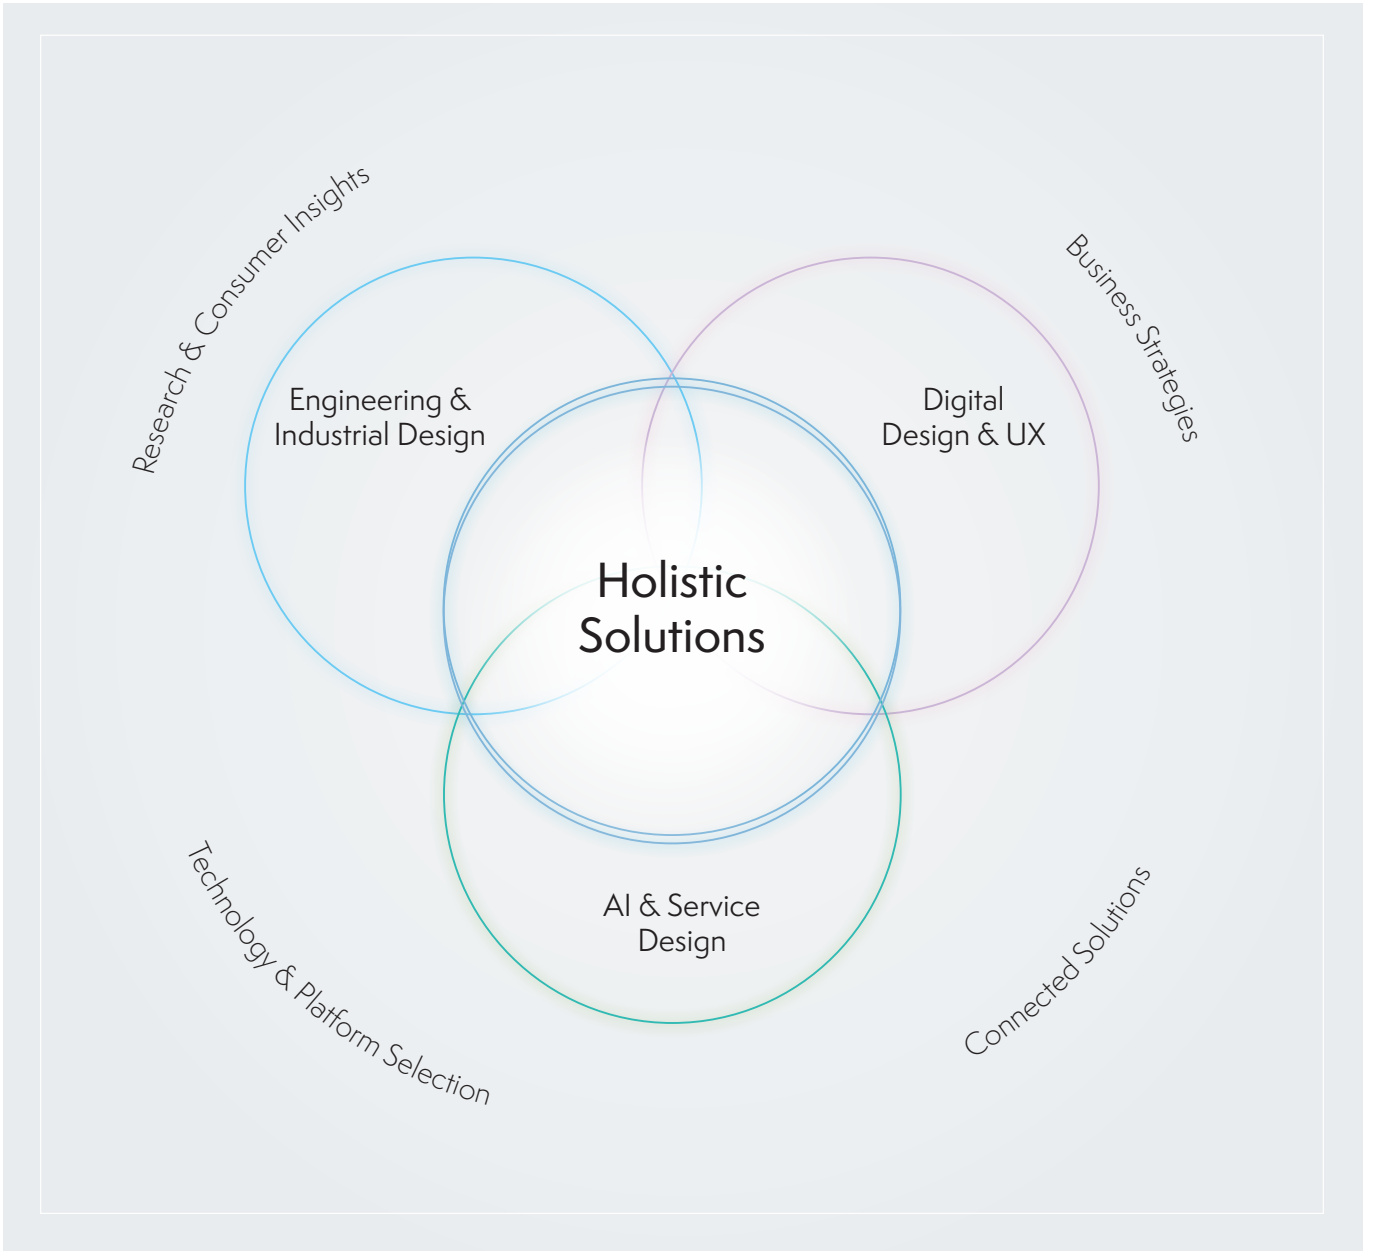 Research & Consumer Insights
Business Strategies
Engineering &
Industrial Design
Digital
Design & UX
Holistic
Solutions
AI & Service
Design
Technology & Platform Selection
Connected Solutions